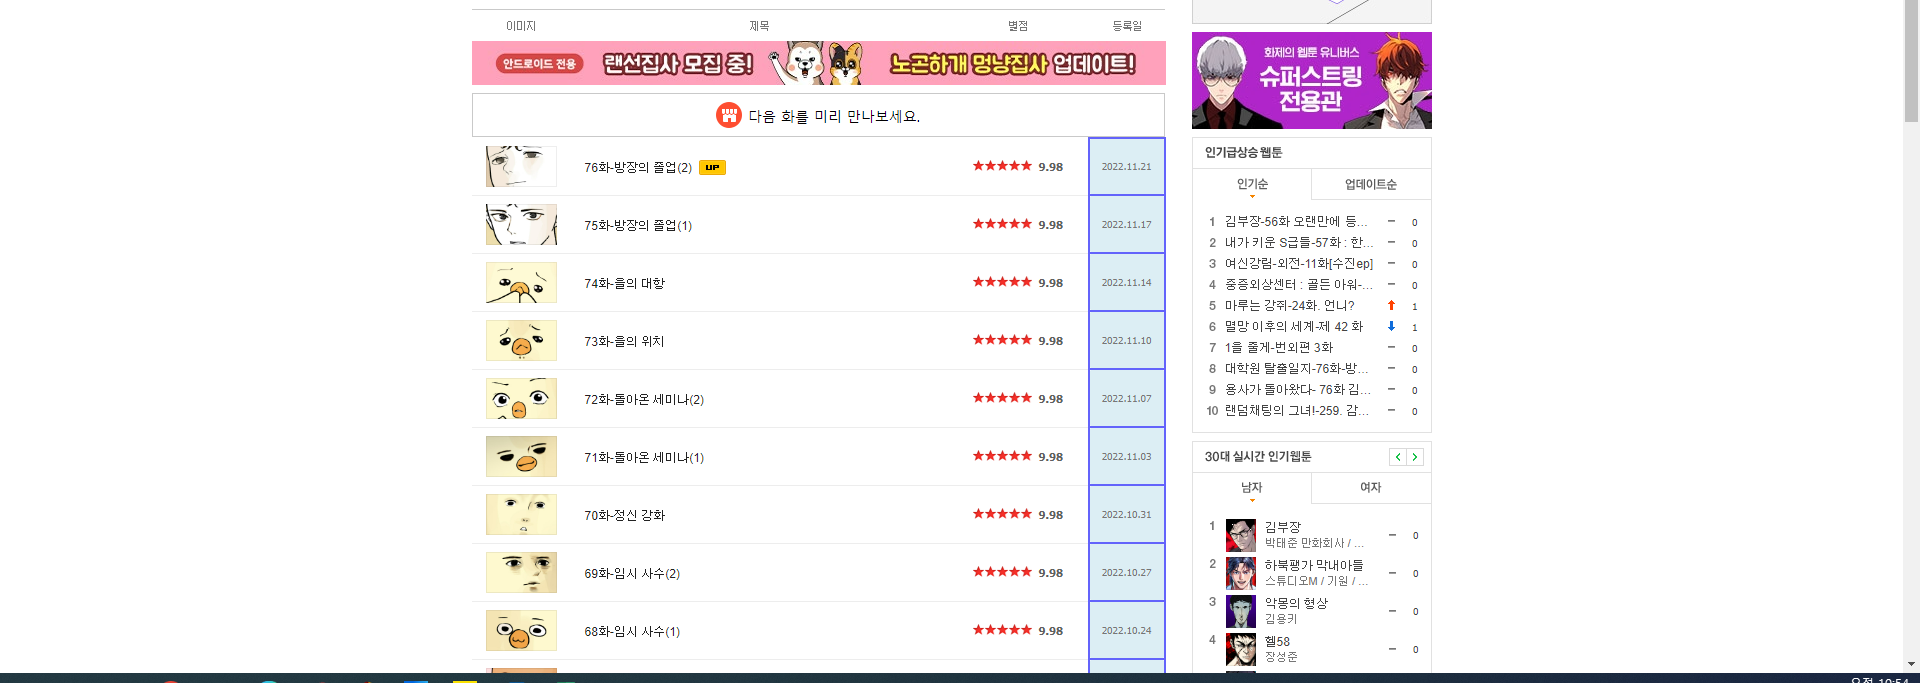 이미지 제목 별점 등록일
안드로이드 전용 랜선집사 모집 중! 노곤하개 멍냥집사 업데이트!
다음 화를 미리 만나보세요.
76화-방장의 졸업(2) UP ★★★★★ 9.98 2022.11.21
75화-방장의 졸업(1) ★★★★★ 9.98 2022.11.17
74화-을의 대항 ★★★★★ 9.98 2022.11.14
73화-을의 위치 ★★★★★ 9.98 2022.11.10
72화-돌아온 세미나(2) ★★★★★ 9.98 2022.11.07
71화-돌아온 세미나(1) ★★★★★ 9.98 2022.11.03
70화-정신 강화 ★★★★★ 9.98 2022.10.31
69화-임시 사수(2) ★★★★★ 9.98 2022.10.27
68화-임시 사수(1) ★★★★★ 9.98 2022.10.24
화제의 웹툰 유니버스
슈퍼스트링
전용관
인기급상승 웹툰
인기순 업데이트순
1 김부장-56화 오랜만에 등... 0
2 내가 키운 S급들-57화 : 한... 0
3 여신강림-외전-11화[수진ep] 0
4 중증외상센터 : 골든 아워-... 0
5 마루는 강쥐-24화. 언니? 1
6 멸망 이후의 세계-제 42 화 1
7 1을 줄게-번외편 3화 0
8 대학원 탈출일지-76화-방... 0
9 용사가 돌아왔다- 76화 김... 0
10 랜덤채팅의 그녀!-259. 감... 0
30대 실시간 인기웹툰
남자 여자
1 김부장 0
박태준 만화회사 / ...
2 하북팽가 막내아들 0
스튜디오M / 기원 / ...
3 악몽의 형상 0
김용키
4 헬58 0
장성준